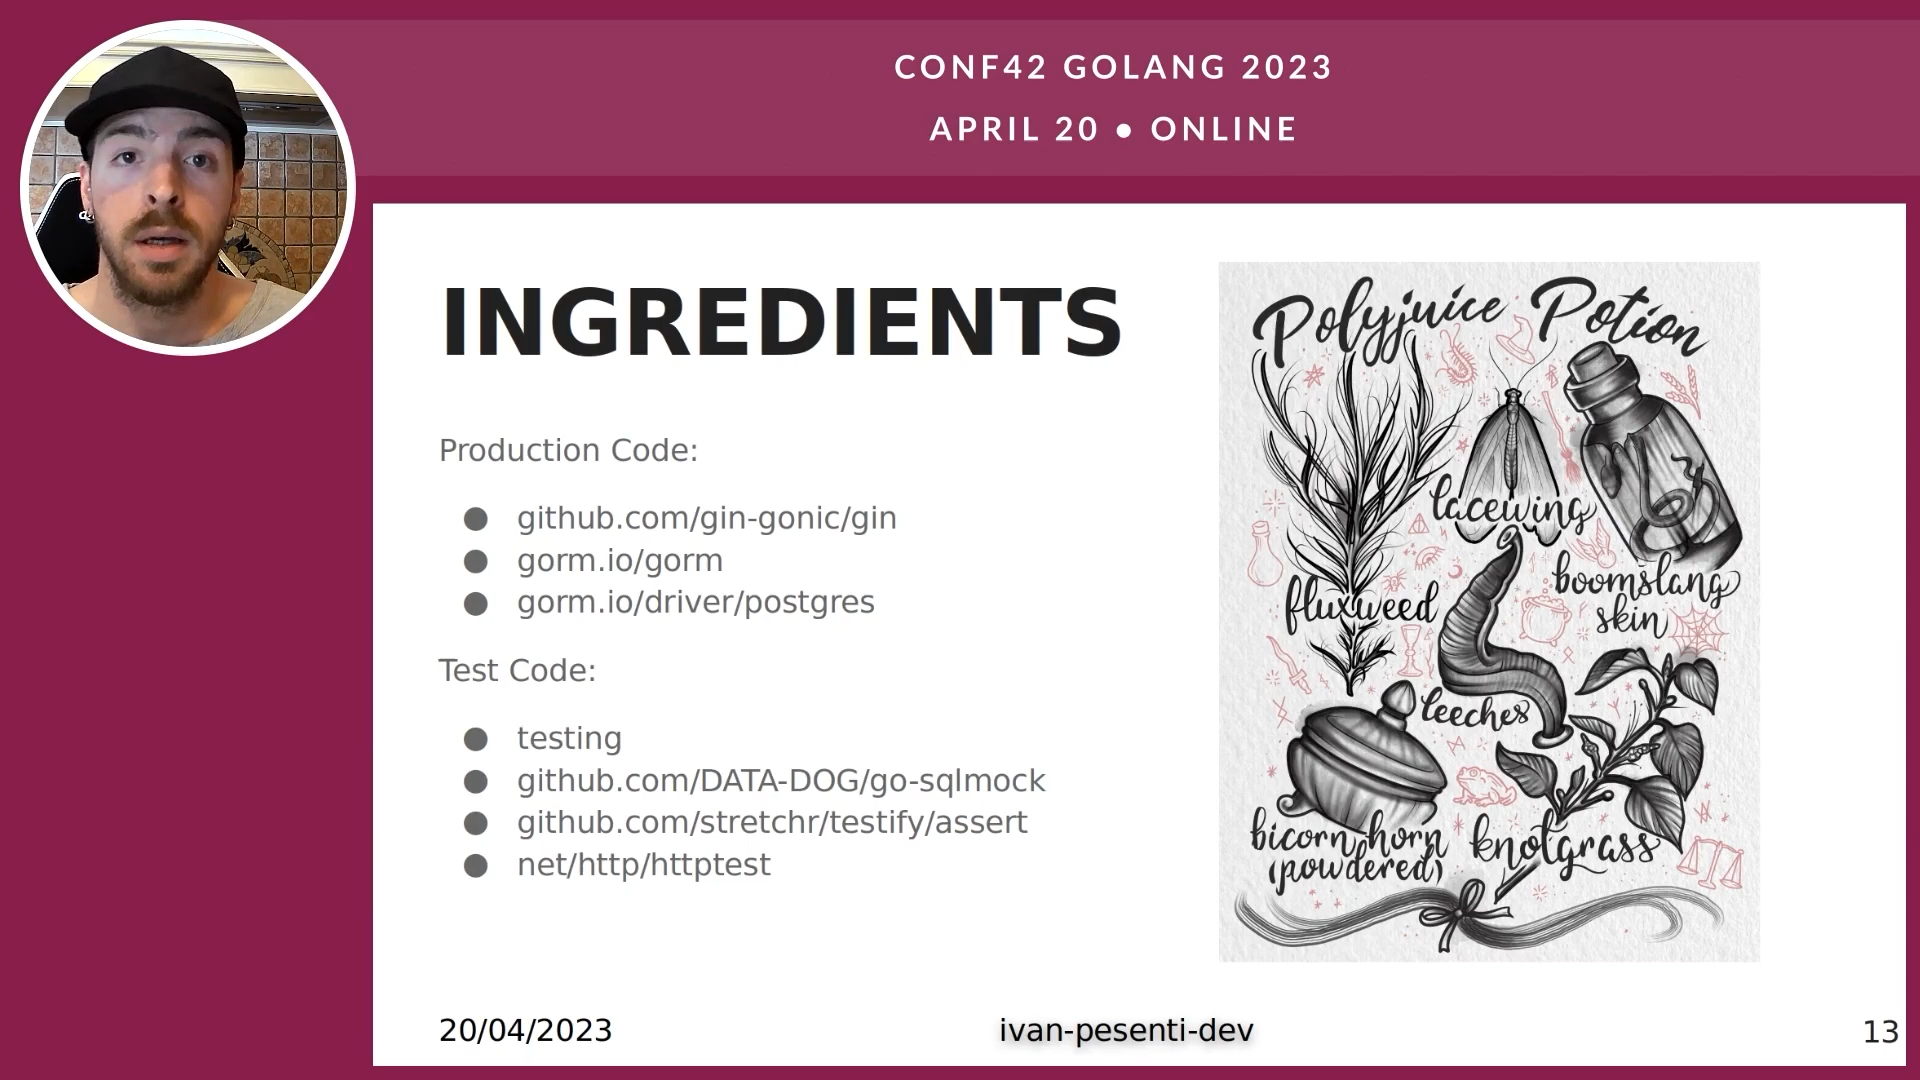 CONF42 GOLANG 2023
APRIL 20 • ONLINE
INGREDIENTS
Production Code:
● github.com/gin-gonic/gin
● gorm.io/gorm
● gorm.io/driver/postgres
Test Code:
● testing
● github.com/DATA-DOG/go-sqlmock
● github.com/stretchr/testify/assert
● net/http/httptest
Polyjuice Potion
lacewing
fluxweed
boomslang
skin
leeches
bicorn horn
(powdered)
knotgrass
20/04/2023
ivan-pesenti-dev
13